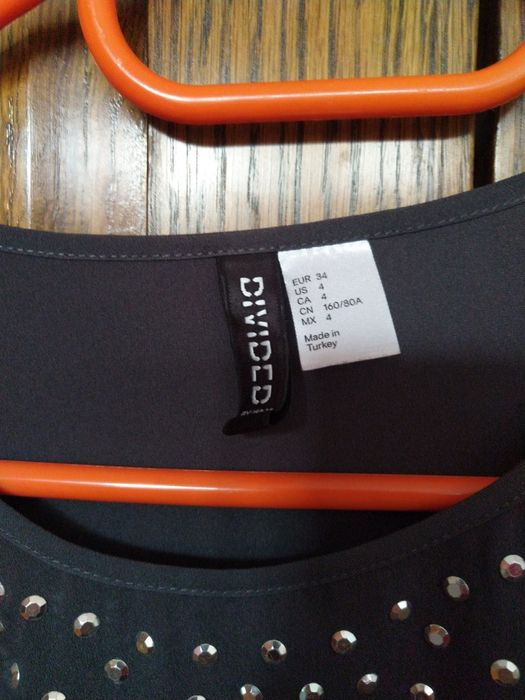 DIVIDED
EUR 34
US 4
CA 4
CN 160/80A
MX 4
Made in
Turkey